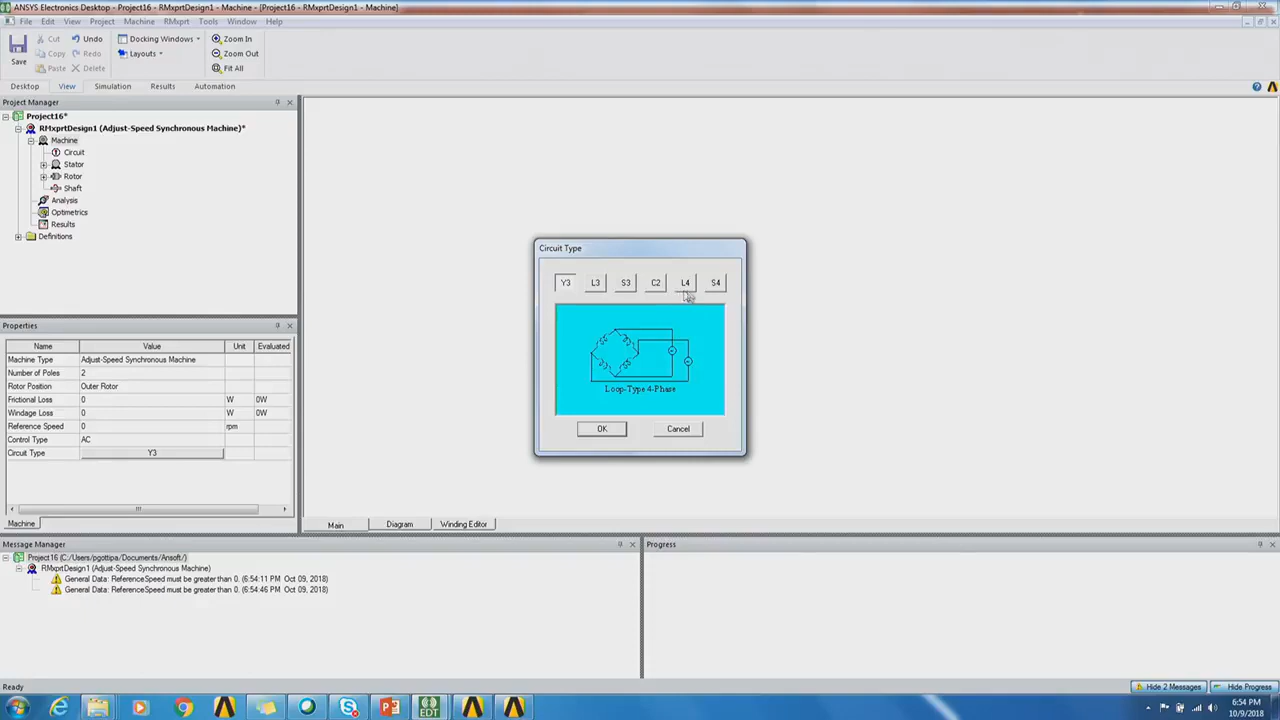 ANSYS Electronics Desktop - Project16 - RMxprtDesign1 - Machine - [Project16 - RMxprtDesign1 - Machine]
File Edit View Project Machine RMxprt Tools Window Help
Save
Cut Undo
Copy Redo
Paste Delete
Docking Windows
Layouts
Zoom In
Zoom Out
Fit All
Desktop View Simulation Results Automation
Project Manager
Project16*
RMxprtDesign1 (Adjust-Speed Synchronous Machine)*
Machine
Circuit
Stator
Rotor
Shaft
Analysis
Optimetrics
Results
Definitions
Circuit Type
Y3 L3 S3 C2 L4 S4
Loop-Type 4-Phase
OK Cancel
Properties
Name Value Unit Evaluated
Machine Type Adjust-Speed Synchronous Machine
Number of Poles 2
Rotor Position Outer Rotor
Frictional Loss 0 W 0W
Windage Loss 0 W 0W
Reference Speed 0 rpm
Control Type AC
Circuit Type Y3
Machine
Main Diagram Winding Editor
Message Manager
Project16 (C:/Users/pgottipa/Documents/Ansoft/)
RMxprtDesign1 (Adjust-Speed Synchronous Machine)
General Data: ReferenceSpeed must be greater than 0. (6:54:11 PM Oct 09, 2018)
General Data: ReferenceSpeed must be greater than 0. (6:54:46 PM Oct 09, 2018)
Progress
Ready
Hide 2 Messages Hide Progress
EDT
6:54 PM
10/9/2018